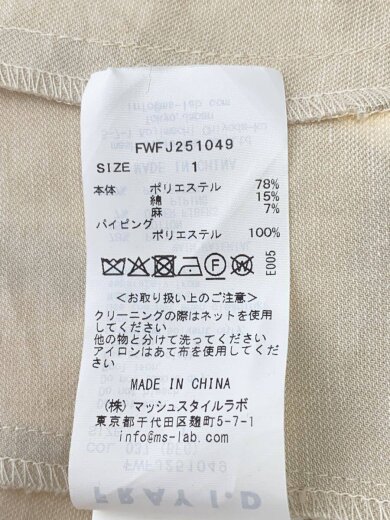 FWFJ251049
SIZE 1
本体 ポリエステル 78%
綿 15%
麻 7%
パイピング
ポリエステル 100%
E005
<お取り扱い上のご注意>
クリーニングの際はネットを使用
してください
他の物と分けて洗ってください
アイロンはあて布を使用してくだ
さい
MADE IN CHINA
(株)マッシュスタイルラボ
東京都千代田区麹町5-7-1
info@ms-lab.com
FWFJ251049
FRAY I.D